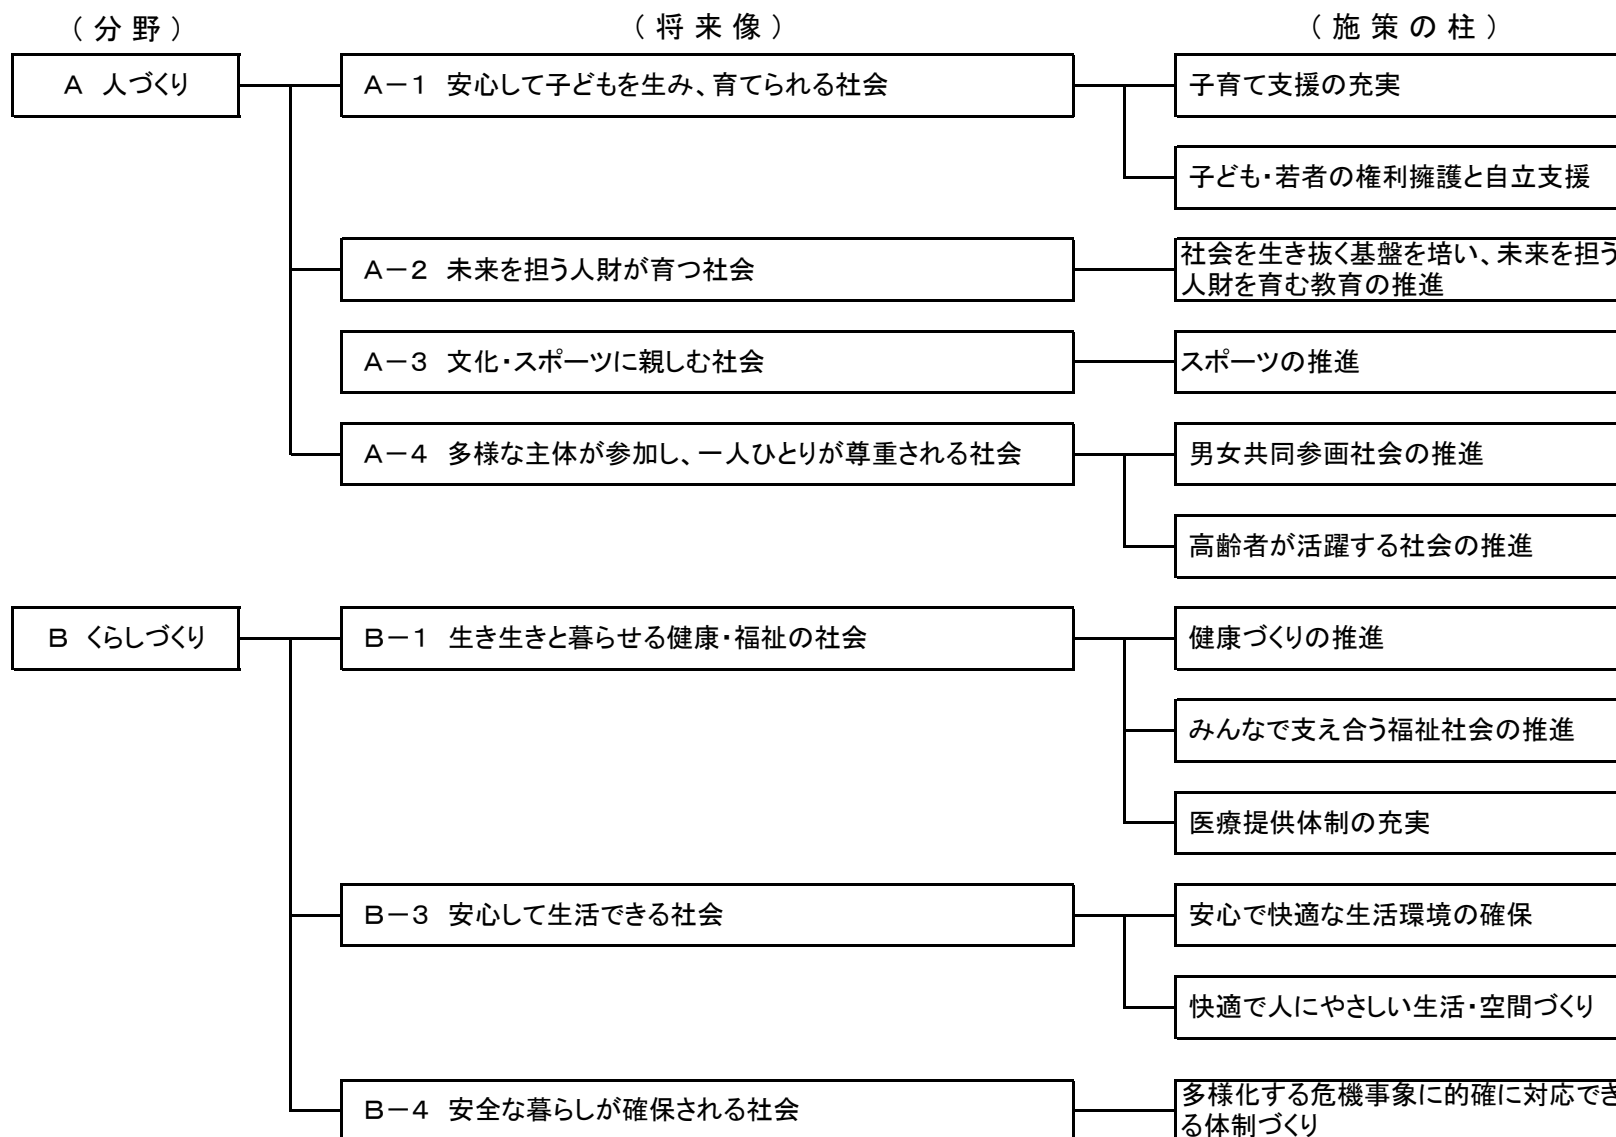 （分野）
（将来像）
（施策の柱）
A 人づくり
A－1 安心して子どもを生み、育てられる社会
子育て支援の充実
子ども・若者の権利擁護と自立支援
A－2 未来を担う人財が育つ社会
社会を生き抜く基盤を培い、未来を担う
人財を育む教育の推進
A－3 文化・スポーツに親しむ社会
スポーツの推進
A－4 多様な主体が参加し、一人ひとりが尊重される社会
男女共同参画社会の推進
高齢者が活躍する社会の推進
B くらしづくり
B－1 生き生きと暮らせる健康・福祉の社会
健康づくりの推進
みんなで支え合う福祉社会の推進
医療提供体制の充実
B－3 安心して生活できる社会
安心で快適な生活環境の確保
快適で人にやさしい生活・空間づくり
B－4 安全な暮らしが確保される社会
多様化する危機事象に的確に対応でき
る体制づくり